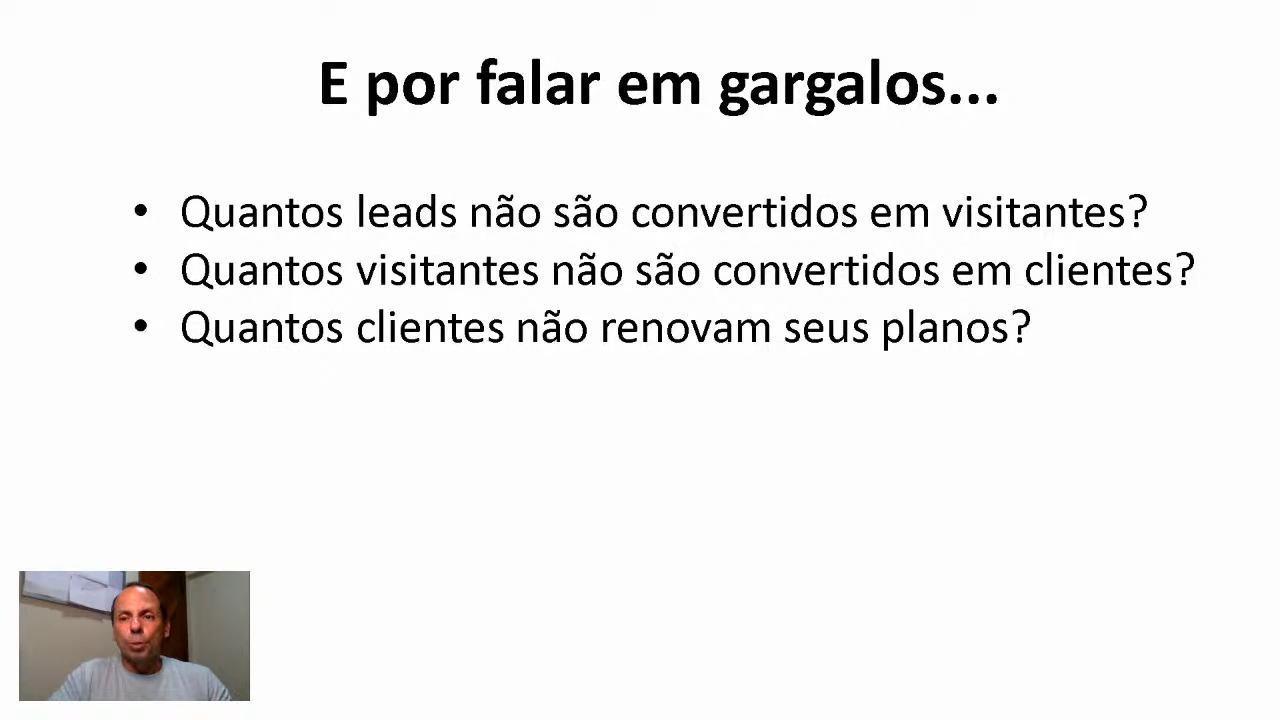 E por falar em gargalos...
• Quantos leads não são convertidos em visitantes?
• Quantos visitantes não são convertidos em clientes?
• Quantos clientes não renovam seus planos?